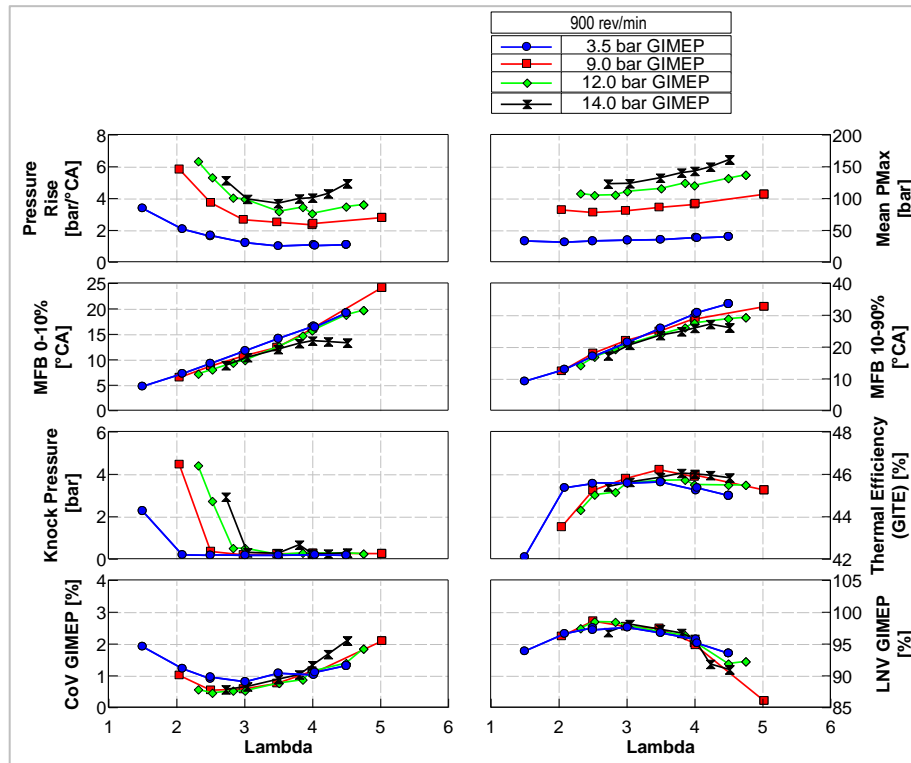 900 rev/min
3.5 bar GIMEP
9.0 bar GIMEP
12.0 bar GIMEP
14.0 bar GIMEP
Pressure
Rise
[bar/°CA]
8
6
4
2
0
200
150
100
50
0
Mean PMax
[bar]
MFB 0-10%
[°CA]
25
20
15
10
5
0
40
30
20
10
0
MFB 10-90%
[°CA]
Knock Pressure
[bar]
6
4
2
0
48
46
44
42
Thermal Efficiency
(GITE) [%]
CoV GIMEP [%]
4
3
2
1
0
105
100
95
90
85
LNV GIMEP
[%]
1 2 3 4 5 6
Lambda
1 2 3 4 5 6
Lambda